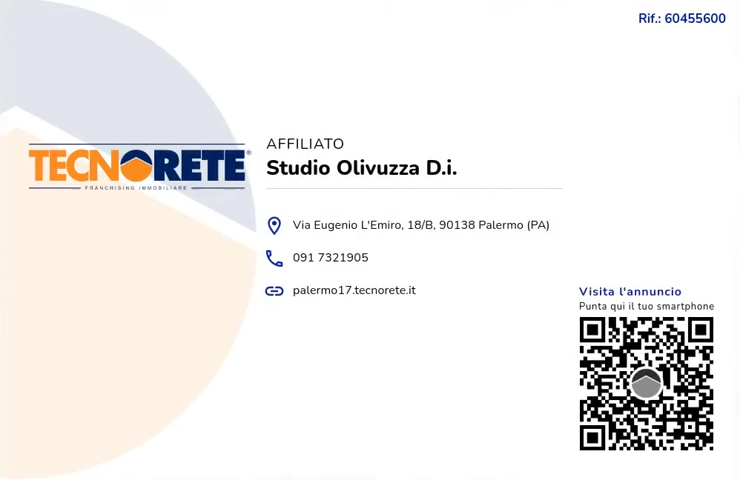 Rif.: 60455600
TECNORETE®
FRANCHISING IMMOBILIARE
AFFILIATO
Studio Olivuzza D.i.
Via Eugenio L'Emiro, 18/B, 90138 Palermo (PA)
091 7321905
palermo17.tecnorete.it
Visita l'annuncio
Punta qui il tuo smartphone